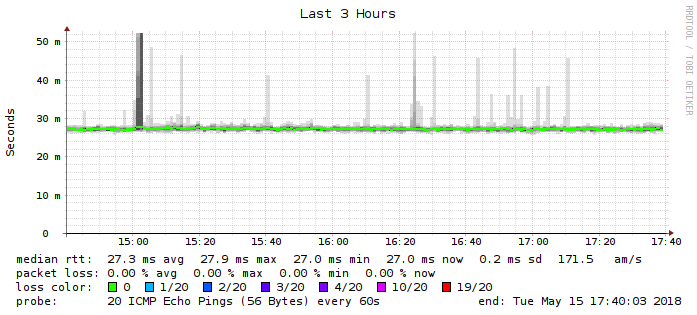 Last 3 Hours
RRDTOOL / TOBI OETIKER
Seconds
50 m
40 m
30 m
20 m
10 m
0
15:00 15:20 15:40 16:00 16:20 16:40 17:00 17:20 17:40
median rtt: 27.3 ms avg 27.9 ms max 27.0 ms min 27.0 ms now 0.2 ms sd 171.5 am/s
packet loss: 0.00 % avg 0.00 % max 0.00 % min 0.00 % now
loss color: 0 1/20 2/20 3/20 4/20 10/20 19/20
probe: 20 ICMP Echo Pings (56 Bytes) every 60s end: Tue May 15 17:40:03 2018